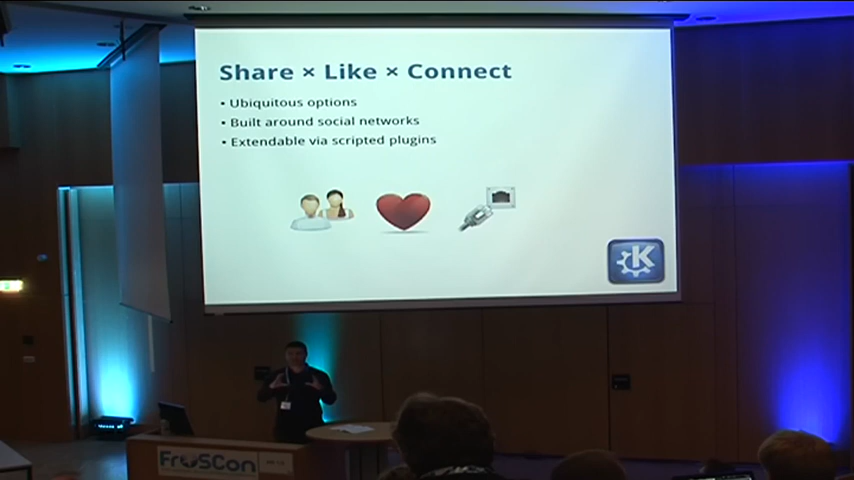 Share × Like × Connect
• Ubiquitous options
• Built around social networks
• Extendable via scripted plugins
K
FrOSCon